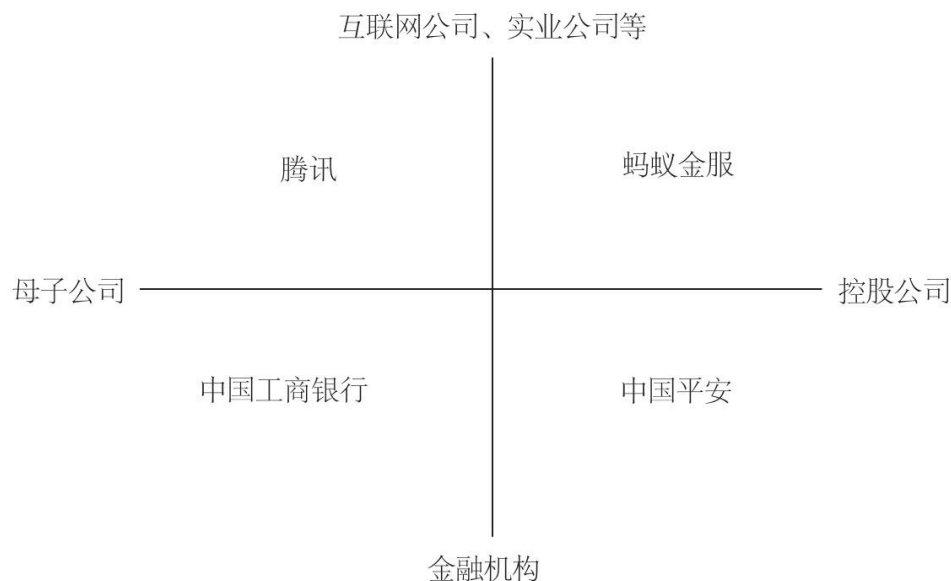 互联网公司、实业公司等
腾讯
蚂蚁金服
母子公司
控股公司
中国工商银行
中国平安
金融机构